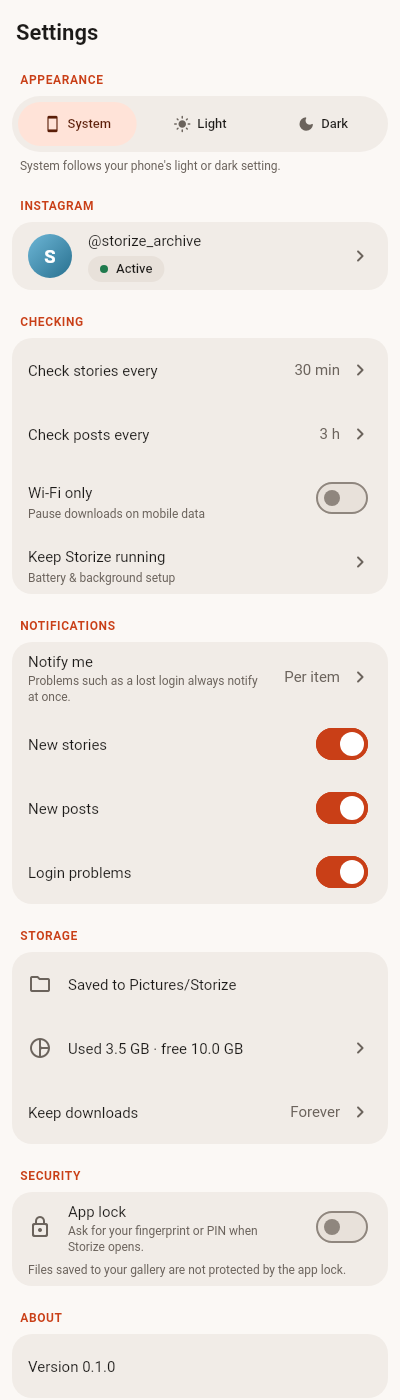 Settings
APPEARANCE
System
Light
Dark
System follows your phone's light or dark setting.
INSTAGRAM
S
@storize_archive
Active
CHECKING
Check stories every
30 min
Check posts every
3 h
Wi-Fi only
Pause downloads on mobile data
Keep Storize running
Battery & background setup
NOTIFICATIONS
Notify me
Problems such as a lost login always notify
at once.
Per item
New stories
New posts
Login problems
STORAGE
Saved to Pictures/Storize
Used 3.5 GB · free 10.0 GB
Keep downloads
Forever
SECURITY
App lock
Ask for your fingerprint or PIN when
Storize opens.
Files saved to your gallery are not protected by the app lock.
ABOUT
Version 0.1.0